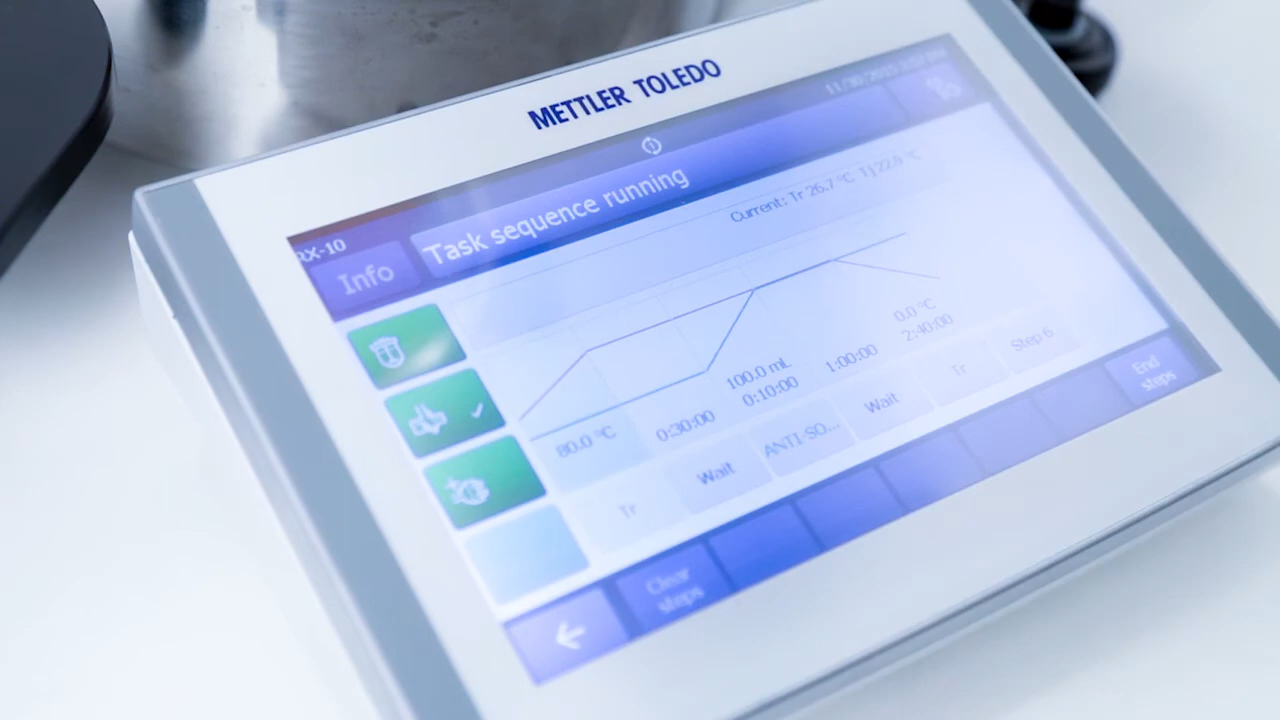 METTLER TOLEDO
RX-10
Info
Task sequence running
Current: Tr 26.7 °C Tj 22.8 °C
80.0 °C
0:30:00
100.0 mL
0:10:00
1:00:00
0.0 °C
2:40:00
Tr
Wait
ANTI-SO...
Wait
Tr
Step 6
Clear
steps
End
steps